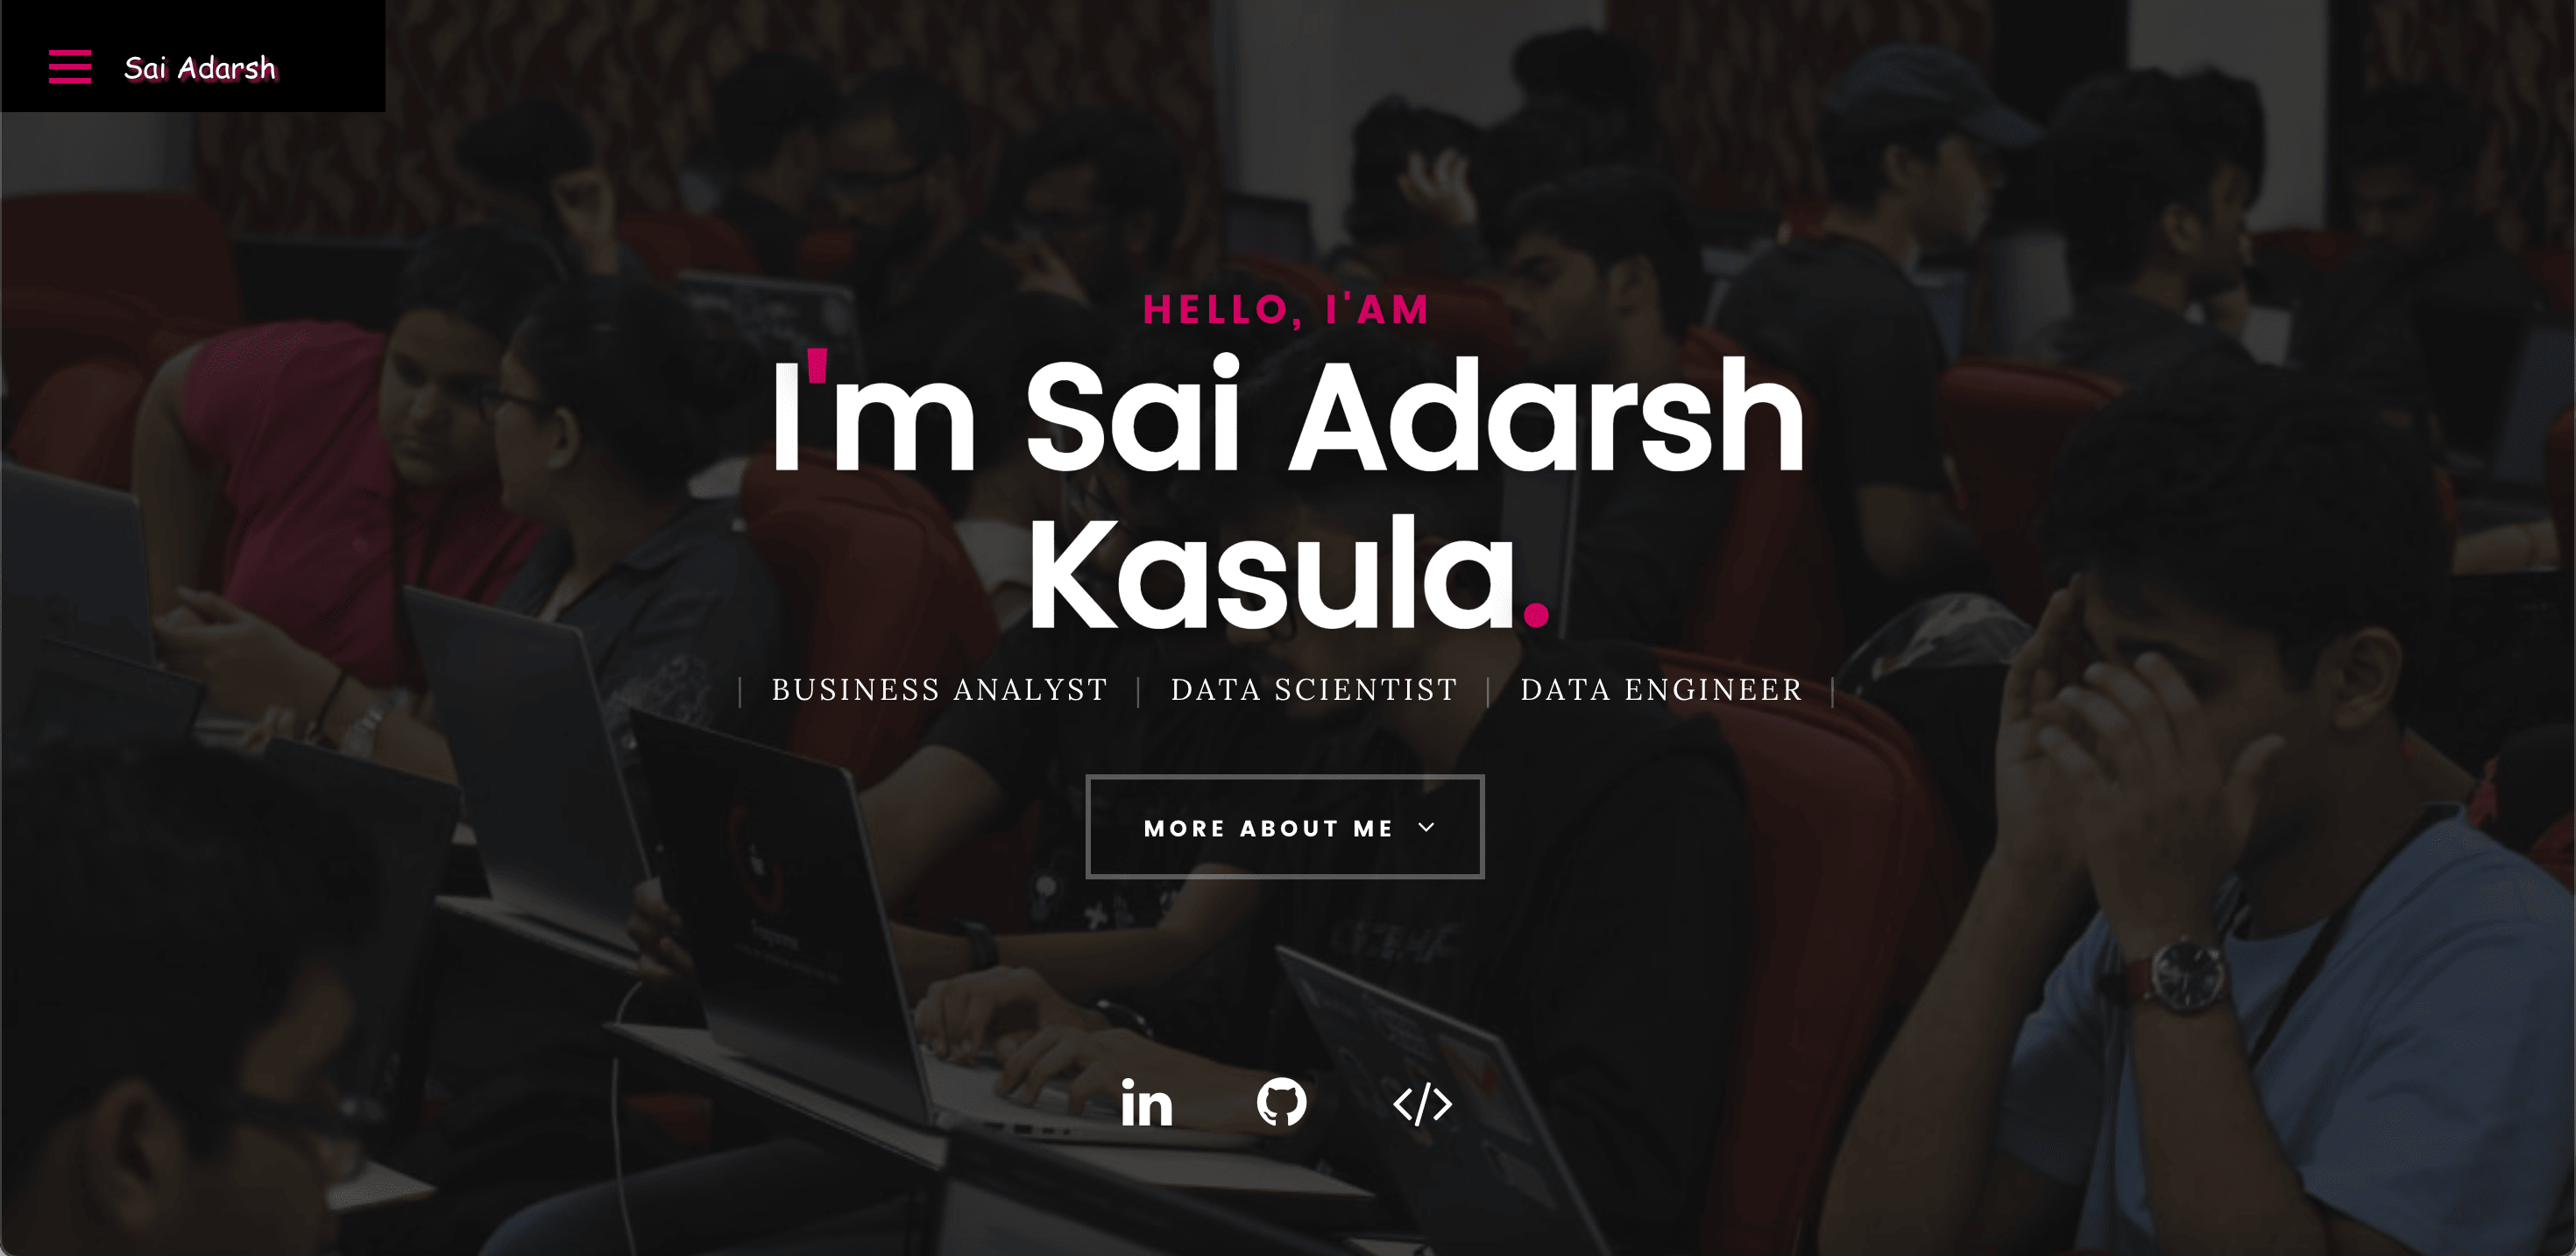 Sai Adarsh
HELLO, I'AM
I'm Sai Adarsh
Kasula.
| BUSINESS ANALYST | DATA SCIENTIST | DATA ENGINEER |
MORE ABOUT ME
in